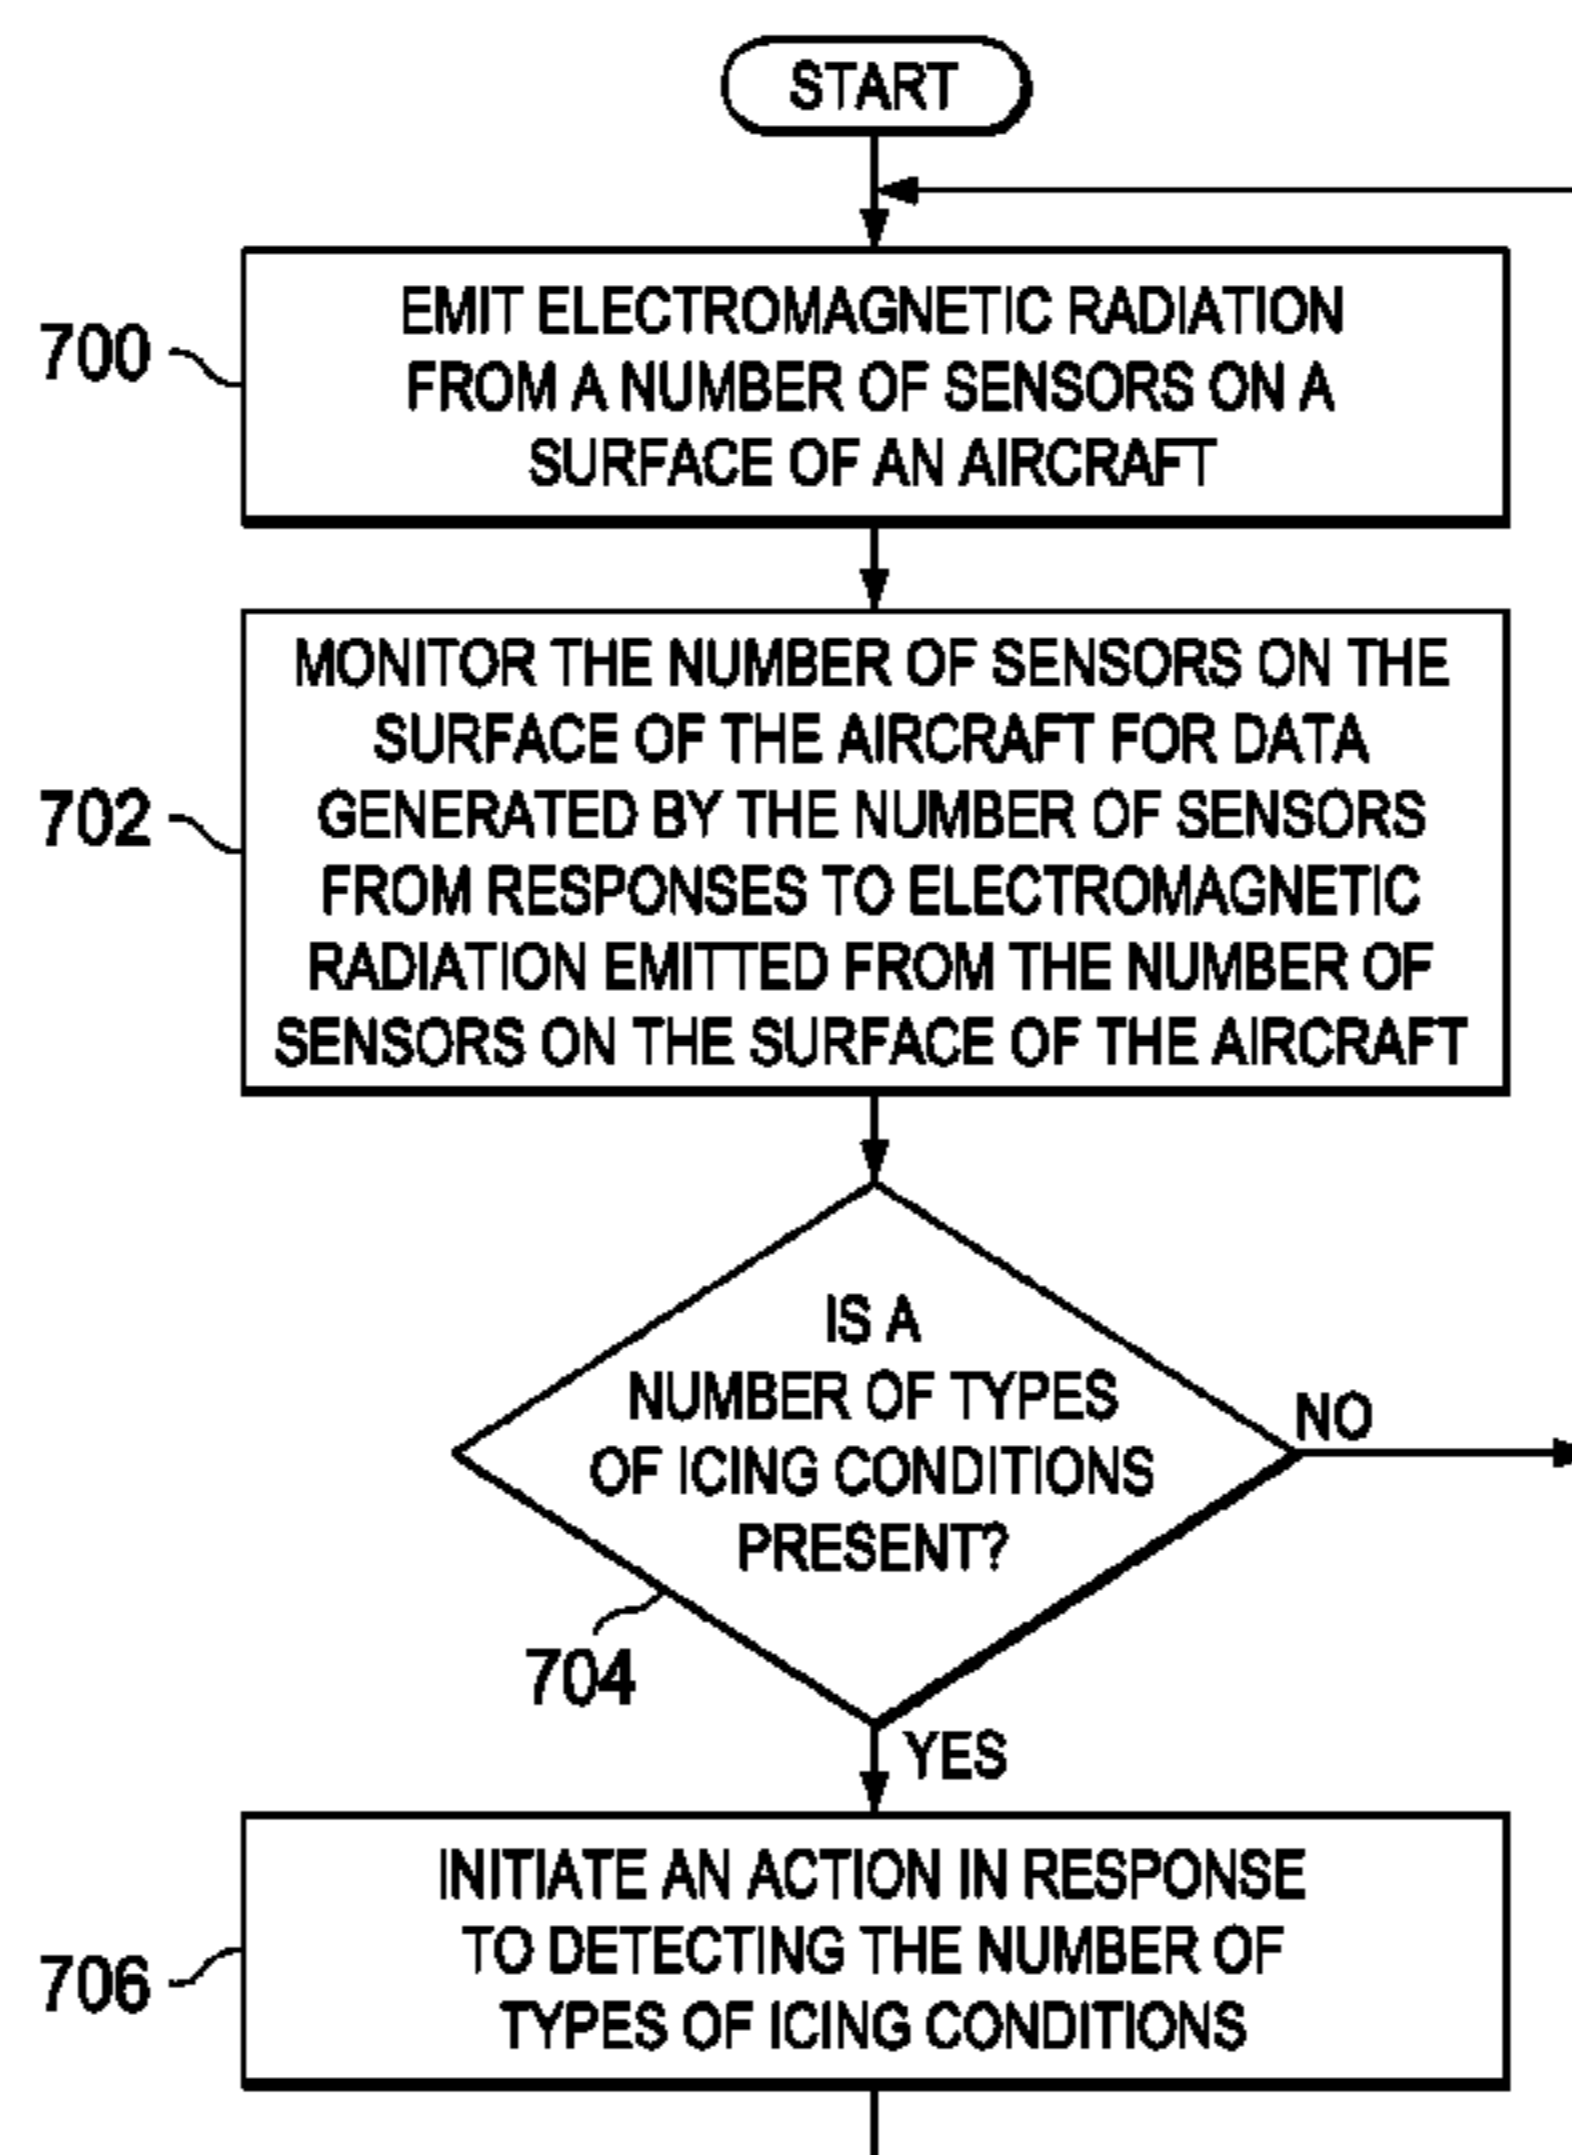 START
700
EMIT ELECTROMAGNETIC RADIATION
FROM A NUMBER OF SENSORS ON A
SURFACE OF AN AIRCRAFT
702
MONITOR THE NUMBER OF SENSORS ON THE
SURFACE OF THE AIRCRAFT FOR DATA
GENERATED BY THE NUMBER OF SENSORS
FROM RESPONSES TO ELECTROMAGNETIC
RADIATION EMITTED FROM THE NUMBER OF
SENSORS ON THE SURFACE OF THE AIRCRAFT
IS A
NUMBER OF TYPES
OF ICING CONDITIONS
PRESENT?
NO
704
YES
706
INITIATE AN ACTION IN RESPONSE
TO DETECTING THE NUMBER OF
TYPES OF ICING CONDITIONS